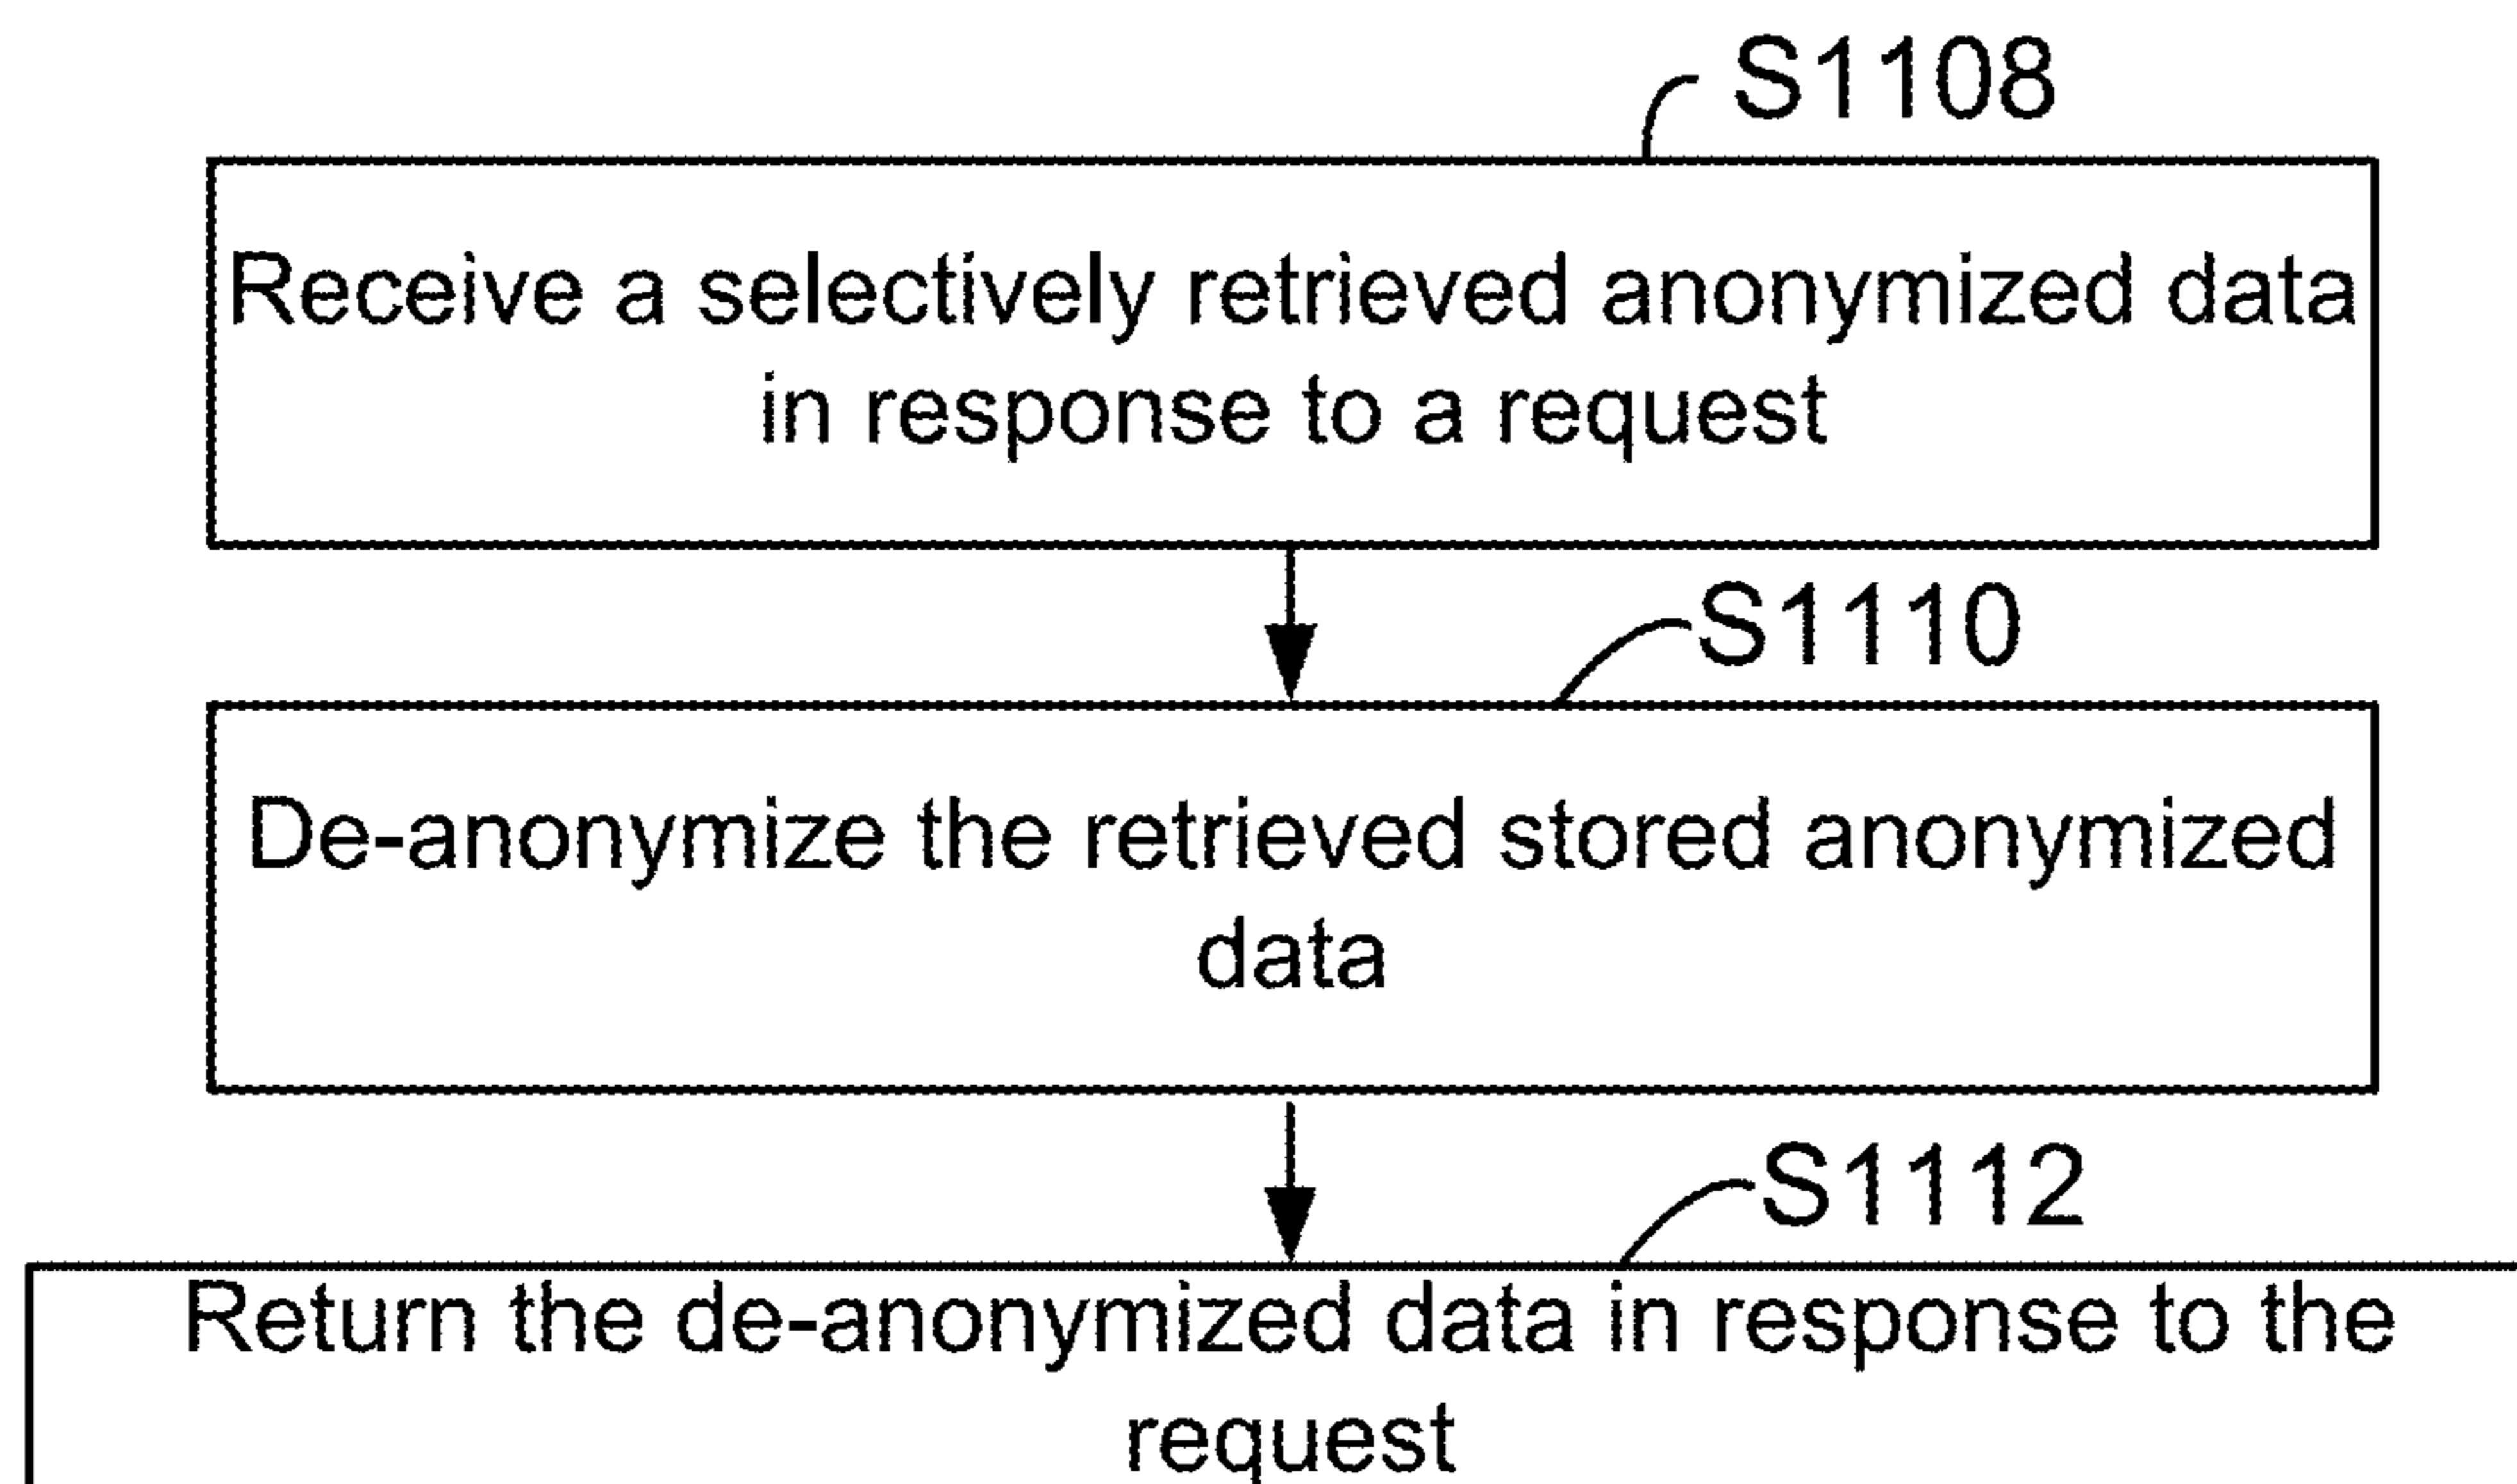 S1108
Receive a selectively retrieved anonymized data
in response to a request
S1110
De-anonymize the retrieved stored anonymized
data
S1112
Return the de-anonymized data in response to the
request